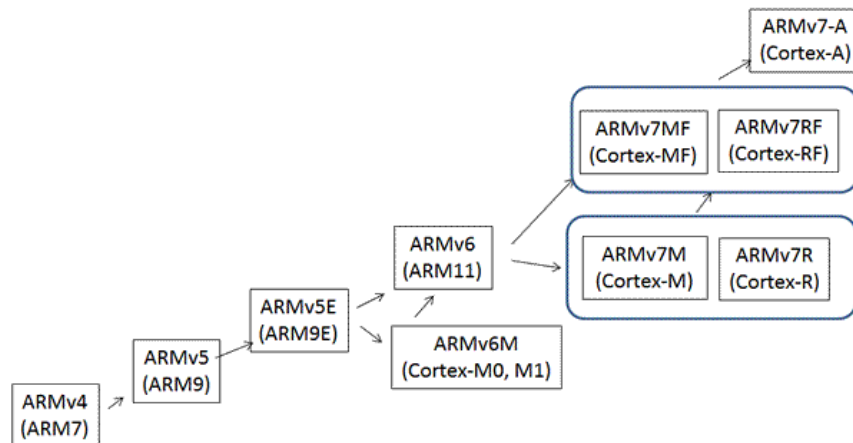 ARMv7-A
(Cortex-A)
ARMv7MF
(Cortex-MF)
ARMv7RF
(Cortex-RF)
ARMv6
(ARM11)
ARMv7M
(Cortex-M)
ARMv7R
(Cortex-R)
ARMv5E
(ARM9E)
ARMv6M
(Cortex-M0, M1)
ARMv5
(ARM9)
ARMv4
(ARM7)